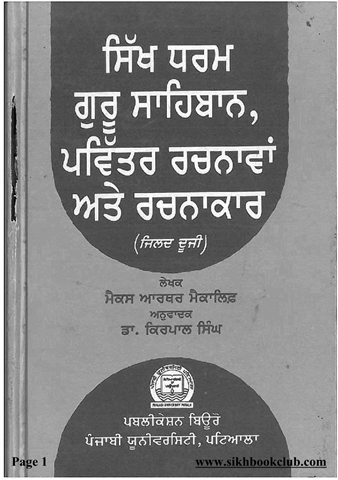 ਸਿੱਖ ਧਰਮ
ਗੁਰੂ ਸਾਹਿਬਾਨ,
ਪਵਿੱਤਰ ਰਚਨਾਵਾਂ
ਅਤੇ ਰਚਨਾਕਾਰ
(ਜਿਲਦ ਦੂਜੀ)
ਲੇਖਕ
ਮੈਕਸ ਆਰਥਰ ਮੈਕਾਲਿਫ਼
ਅਨੁਵਾਦਕ
ਡਾ. ਕਿਰਪਾਲ ਸਿੰਘ
ਪਬਲੀਕੇਸ਼ਨ ਬਿਊਰੋ
ਪੰਜਾਬੀ ਯੂਨੀਵਰਸਿਟੀ, ਪਟਿਆਲਾ
Page 1 www.sikhbookclub.com